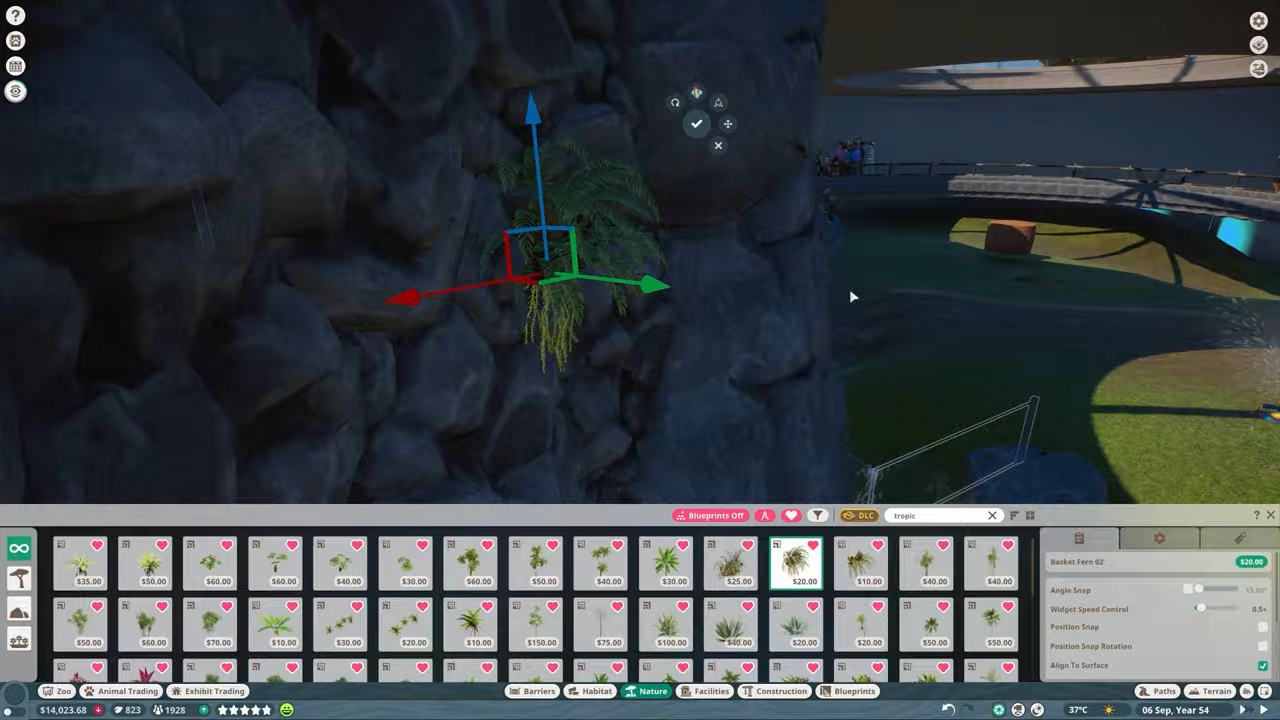 Blueprints Off
DLC
tropic
$35.00 $50.00 $60.00 $60.00 $40.00 $30.00 $60.00 $50.00 $40.00 $30.00 $25.00 $20.00 $10.00 $40.00 $40.00
$50.00 $60.00 $70.00 $10.00 $30.00 $20.00 $10.00 $150.00 $75.00 $100.00 $40.00 $20.00 $20.00 $50.00 $50.00
Basket Fern 02 $20.00
Angle Snap 15.00°
Widget Speed Control 0.5×
Position Snap
Position Snap Rotation
Align To Surface
Zoo Animal Trading Exhibit Trading Barriers Habitat Nature Facilities Construction Blueprints Paths Terrain
$14,023.68 823 1928 37°C 06 Sep, Year 54